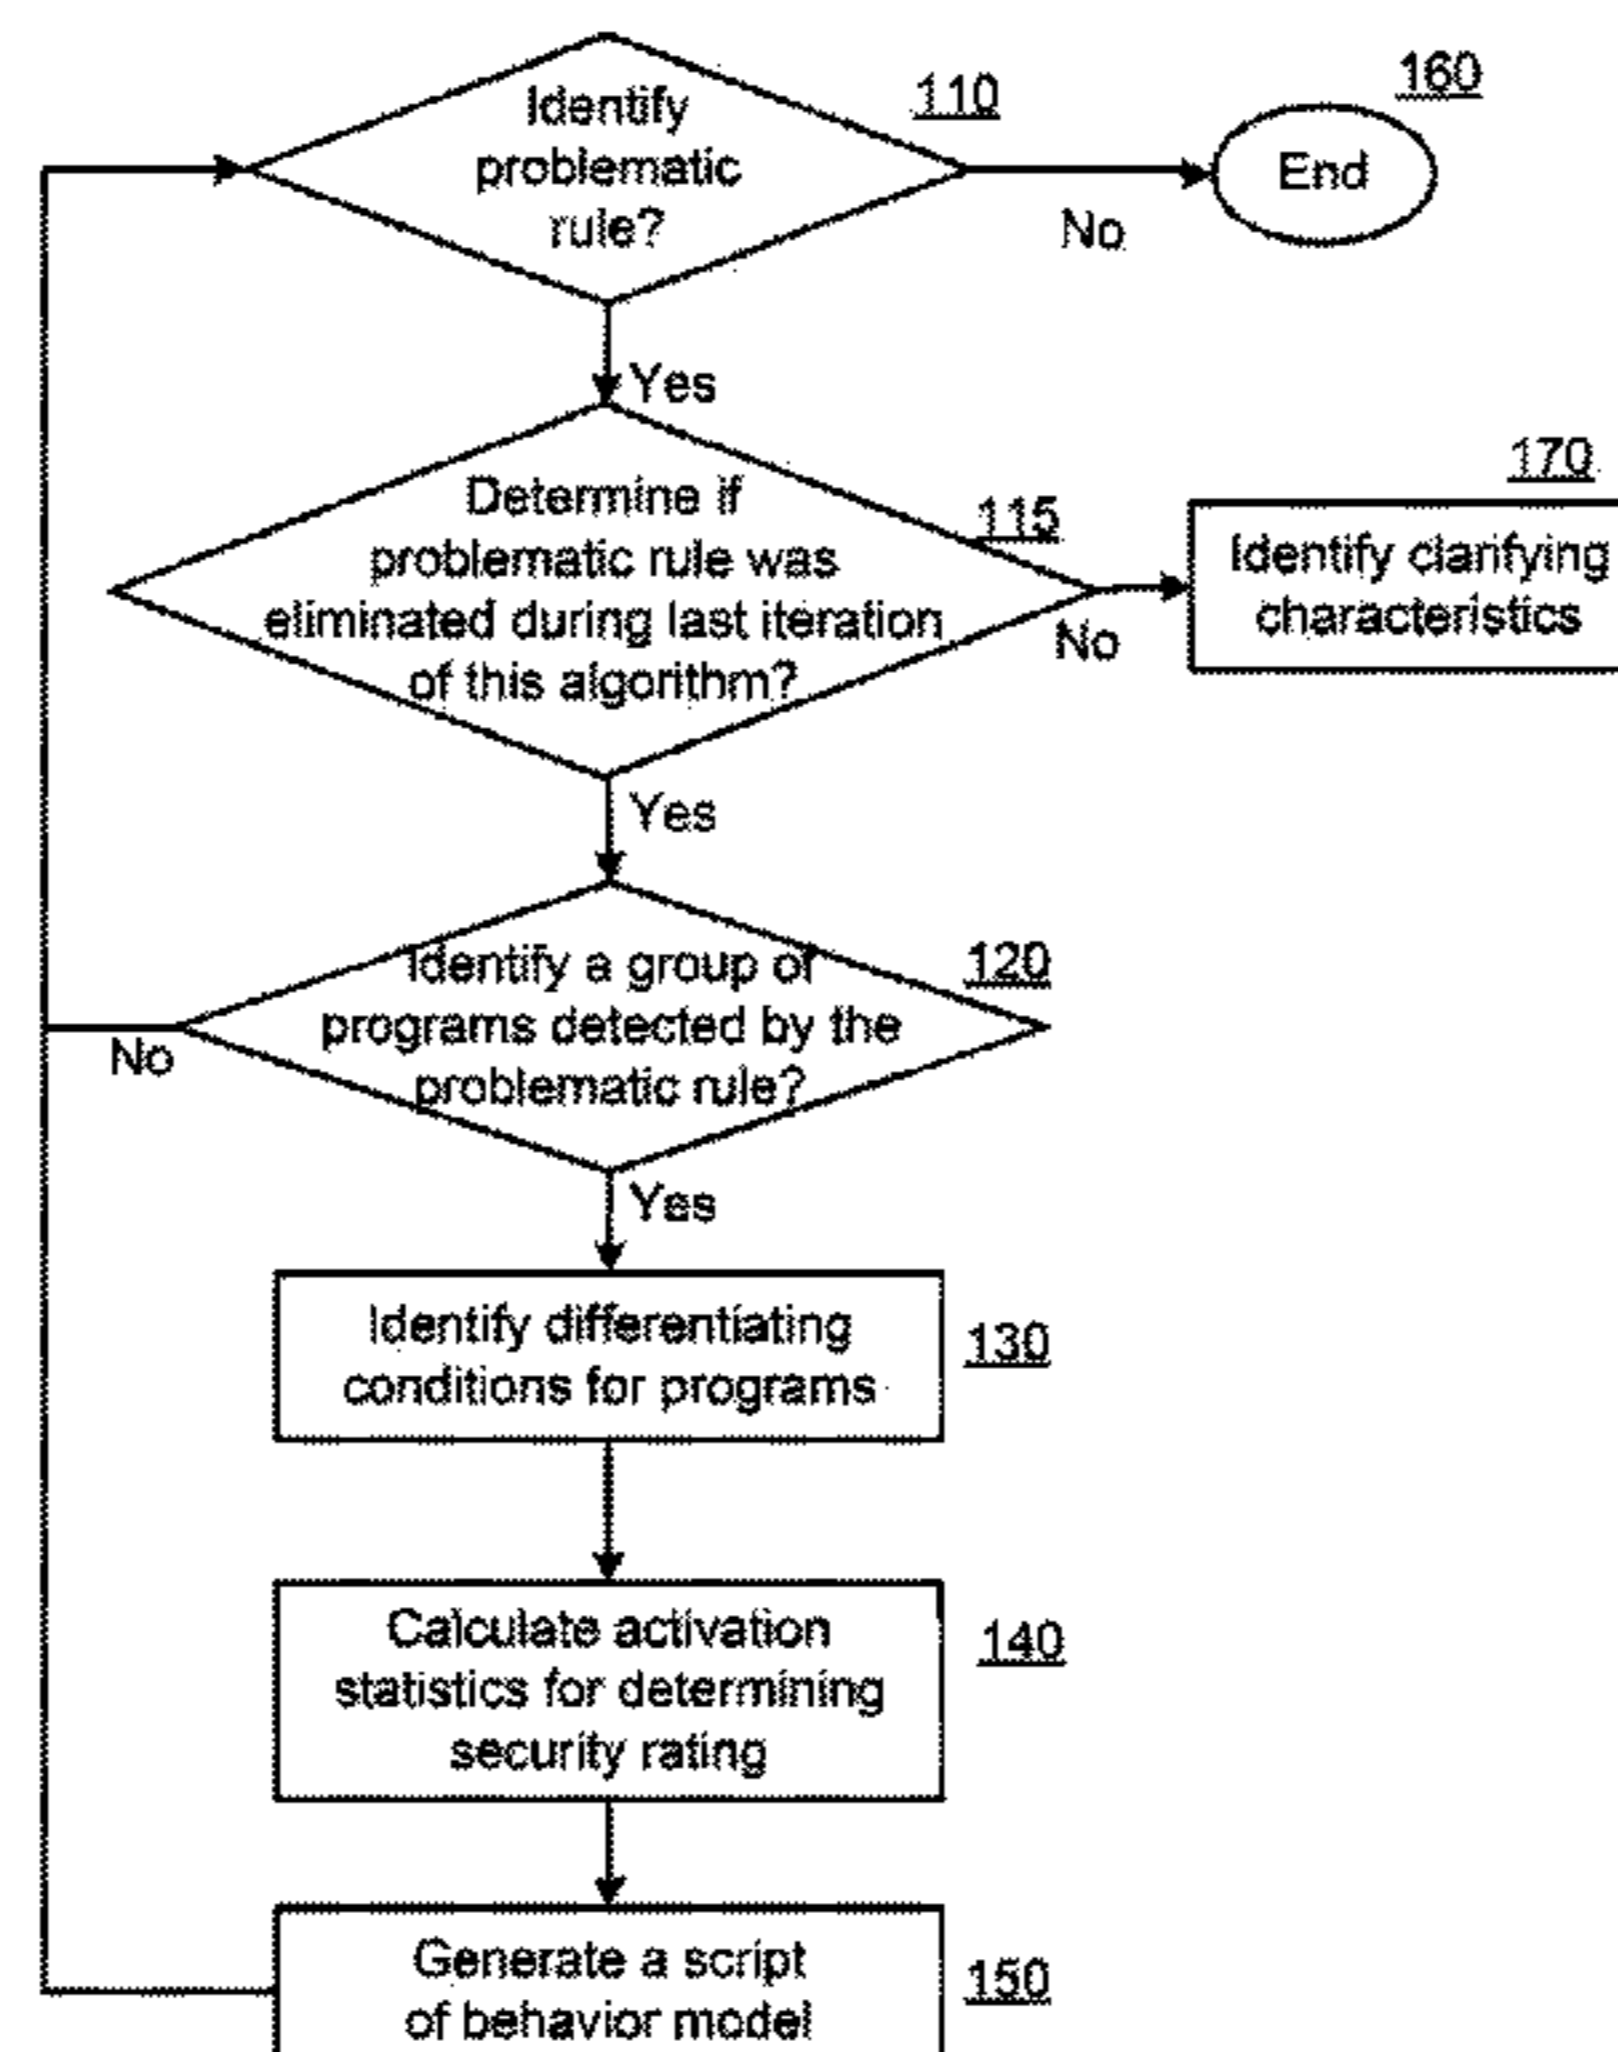 Identify
problematic
rule?
110
160
End
No
Yes
Determine if
problematic rule was
eliminated during last iteration
of this algorithm?
115
170
Identify clarifying
characteristics
No
Yes
Identify a group of
programs detected by the
problematic rule?
120
No
Yes
Identify differentiating
conditions for programs
130
Calculate activation
statistics for determining
security rating
140
Generate a script
of behavior model
150